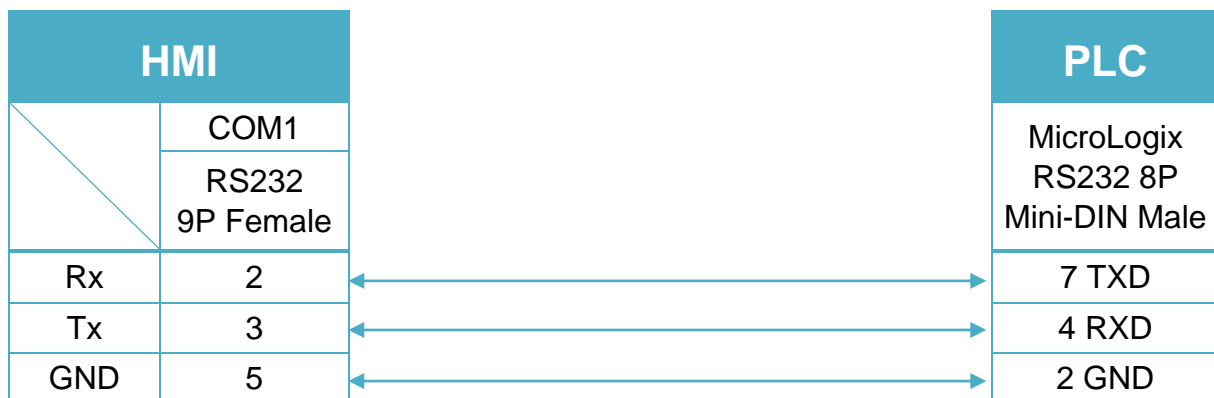 HMI
PLC
COM1
RS232
9P Female
MicroLogix
RS232 8P
Mini-DIN Male
Rx 2 7 TXD
Tx 3 4 RXD
GND 5 2 GND